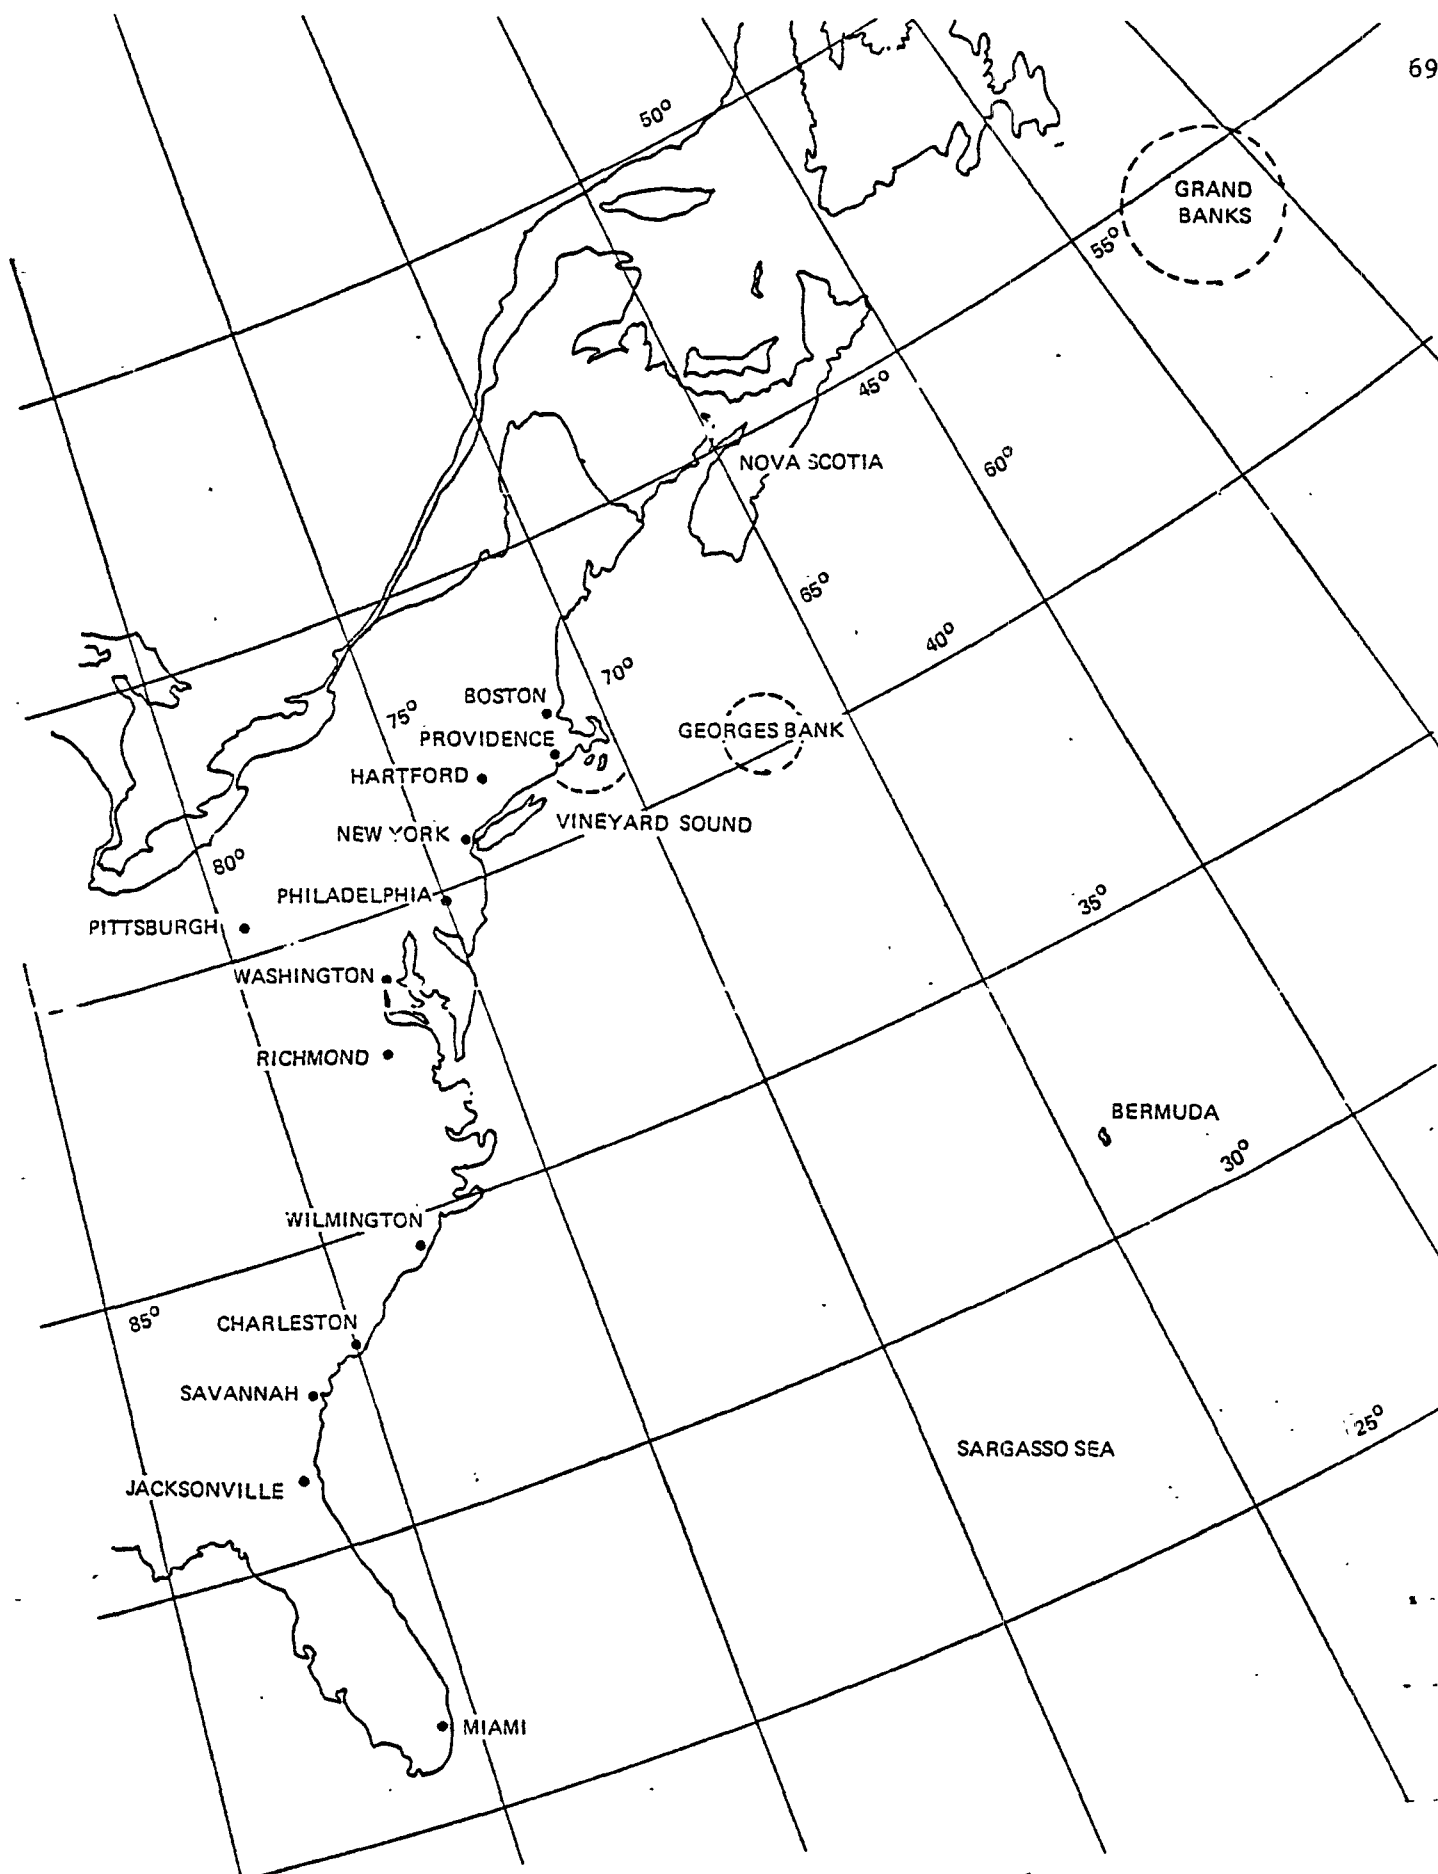 69
50°
GRAND
BANKS
55°
45°
NOVA SCOTIA
60°
65°
40°
70°
BOSTON
75°
PROVIDENCE
GEORGES BANK
HARTFORD
VINEYARD SOUND
NEW YORK
80°
PHILADELPHIA
35°
PITTSBURGH
WASHINGTON
RICHMOND
BERMUDA
30°
WILMINGTON
85°
CHARLESTON
SAVANNAH
25°
SARGASSO SEA
JACKSONVILLE
MIAMI